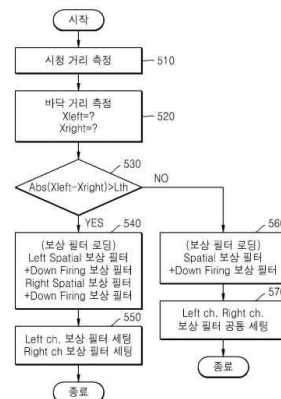 시작
시청 거리 측정
510
바닥 거리 측정
Xleft=?
Xright=?
520
530
Abs(Xleft-Xright)>Lth
NO
YES
540
(보상 필터 로딩)
Left Spatial 보상 필터
+Down Firing 보상 필터
Right Spatial 보상 필터
+Down Firing 보상 필터
560
(보상 필터 로딩)
Spatial 보상 필터
+Down Firing 보상 필터
550
Left ch. 보상 필터 세팅
Right ch 보상 필터 세팅
570
Left ch. Right ch.
보상 필터 공통 세팅
종료
종료